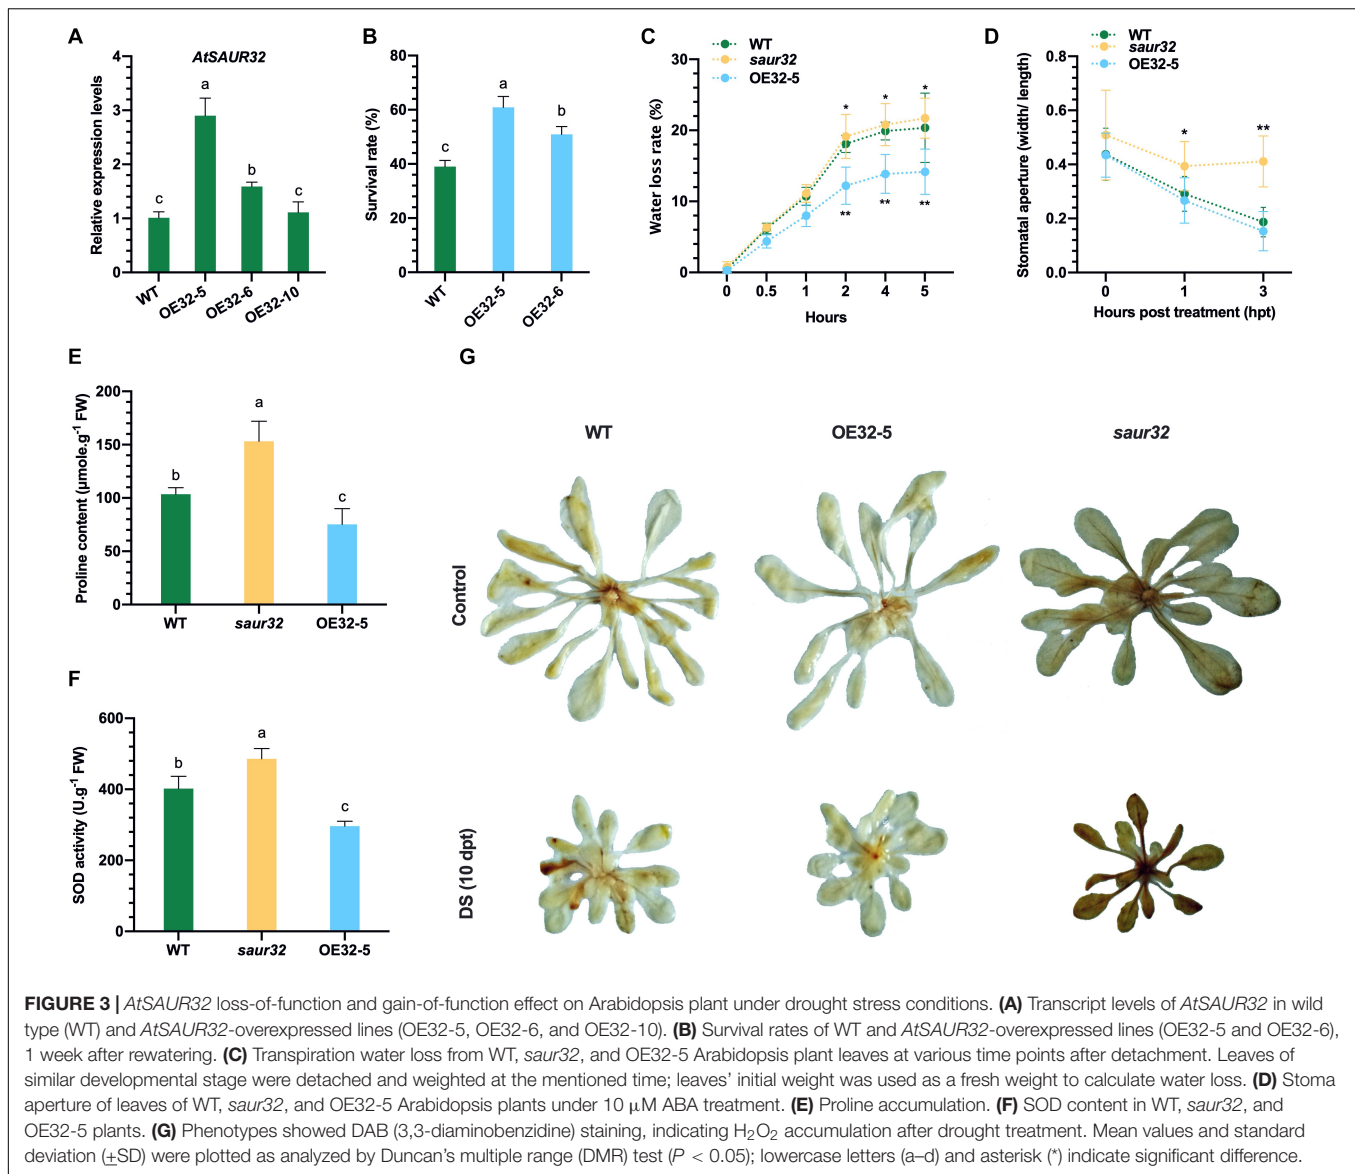 A
AtSAUR32
Relative expression levels
4
3
2
1
0
c
a
b
c
WT
OE32-5
OE32-6
OE32-10
B
Survival rate (%)
80
60
40
20
0
c
a
b
WT
OE32-5
OE32-6
C
WT
saur32
OE32-5
Water loss rate (%)
30
20
10
0
*
*
*
**
**
**
0
0.5
1
2
4
5
Hours
D
WT
saur32
OE32-5
Stomatal aperture (width/ length)
0.8
0.6
0.4
0.2
0.0
*
**
0
1
3
Hours post treatment (hpt)
E
Proline content (µmole.g⁻¹ FW)
200
150
100
50
0
b
a
c
WT
saur32
OE32-5
F
SOD activity (U.g⁻¹ FW)
600
400
200
0
b
a
c
WT
saur32
OE32-5
G
WT
OE32-5
saur32
Control
DS (10 dpt)
FIGURE 3 | AtSAUR32 loss-of-function and gain-of-function effect on Arabidopsis plant under drought stress conditions. (A) Transcript levels of AtSAUR32 in wild
type (WT) and AtSAUR32-overexpressed lines (OE32-5, OE32-6, and OE32-10). (B) Survival rates of WT and AtSAUR32-overexpressed lines (OE32-5 and OE32-6),
1 week after rewatering. (C) Transpiration water loss from WT, saur32, and OE32-5 Arabidopsis plant leaves at various time points after detachment. Leaves of
similar developmental stage were detached and weighted at the mentioned time; leaves' initial weight was used as a fresh weight to calculate water loss. (D) Stoma
aperture of leaves of WT, saur32, and OE32-5 Arabidopsis plants under 10 µM ABA treatment. (E) Proline accumulation. (F) SOD content in WT, saur32, and
OE32-5 plants. (G) Phenotypes showed DAB (3,3-diaminobenzidine) staining, indicating H₂O₂ accumulation after drought treatment. Mean values and standard
deviation (±SD) were plotted as analyzed by Duncan's multiple range (DMR) test (P < 0.05); lowercase letters (a–d) and asterisk (*) indicate significant difference.